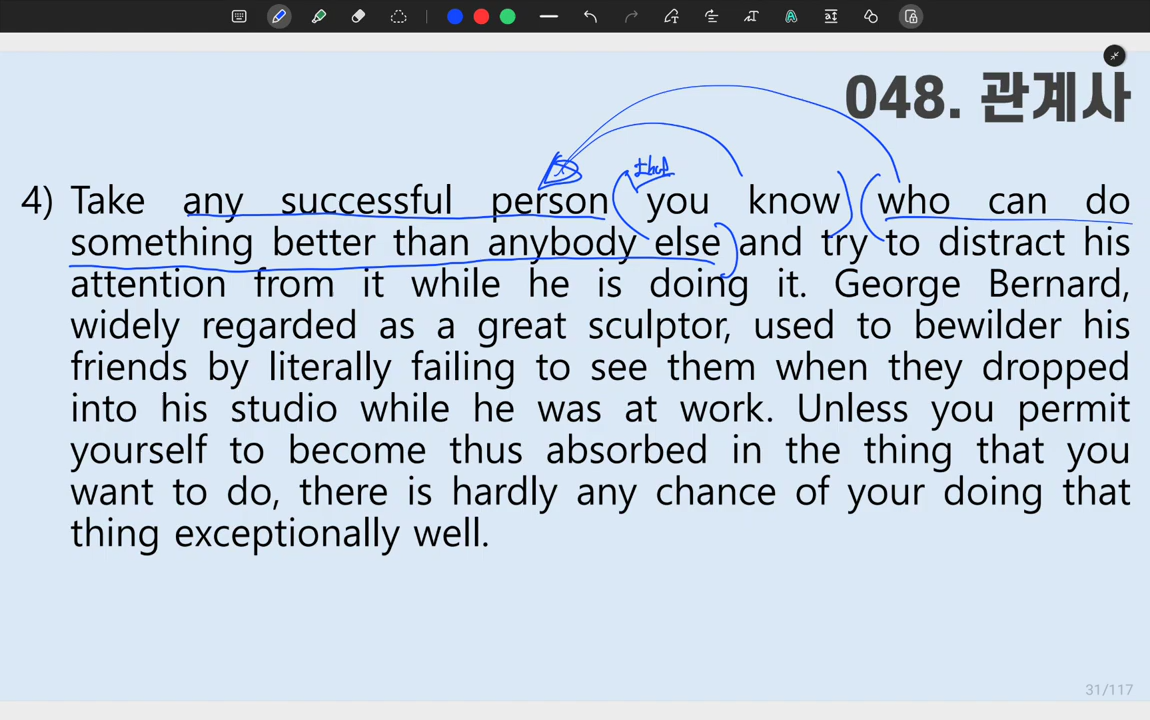 048. 관계사
that
4) Take any successful person you know who can do
something better than anybody else and try to distract his
attention from it while he is doing it. George Bernard,
widely regarded as a great sculptor, used to bewilder his
friends by literally failing to see them when they dropped
into his studio while he was at work. Unless you permit
yourself to become thus absorbed in the thing that you
want to do, there is hardly any chance of your doing that
thing exceptionally well.
31/117